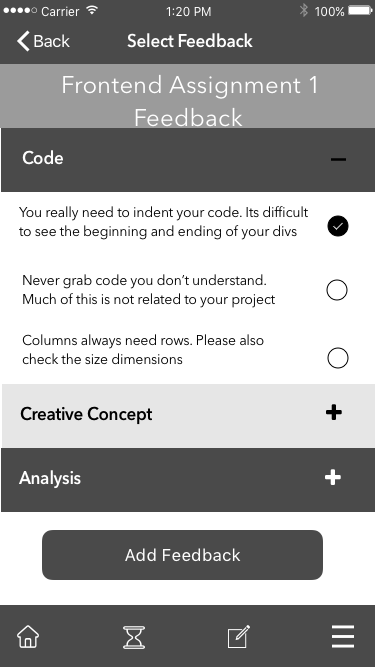 Carrier 1:20 PM 100%
Back Select Feedback
Frontend Assignment 1
Feedback
Code
You really need to indent your code. Its difficult
to see the beginning and ending of your divs
Never grab code you don't understand.
Much of this is not related to your project
Columns always need rows. Please also
check the size dimensions
Creative Concept
Analysis
Add Feedback